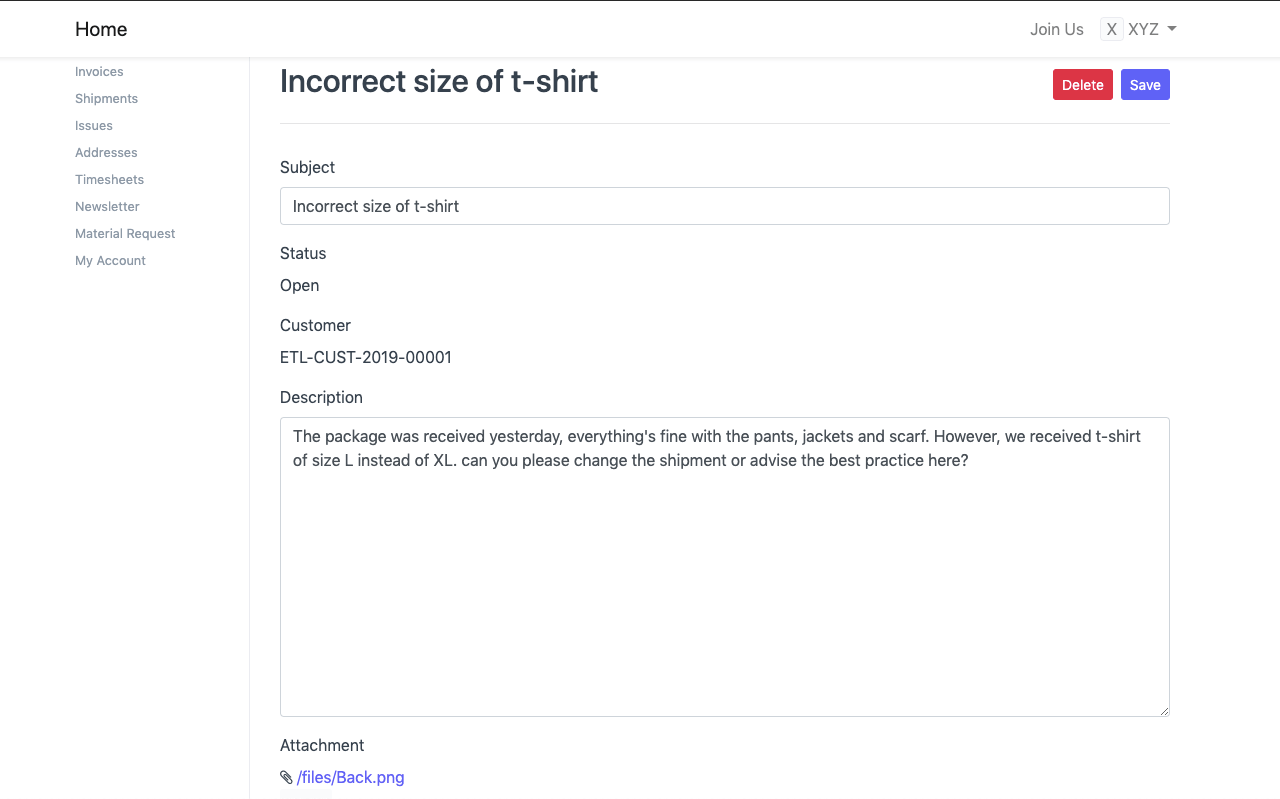 Home
Join Us
X XYZ
Invoices
Shipments
Issues
Addresses
Timesheets
Newsletter
Material Request
My Account
Incorrect size of t-shirt
Delete
Save
Subject
Incorrect size of t-shirt
Status
Open
Customer
ETL-CUST-2019-00001
Description
The package was received yesterday, everything's fine with the pants, jackets and scarf. However, we received t-shirt
of size L instead of XL. can you please change the shipment or advise the best practice here?
Attachment
/files/Back.png